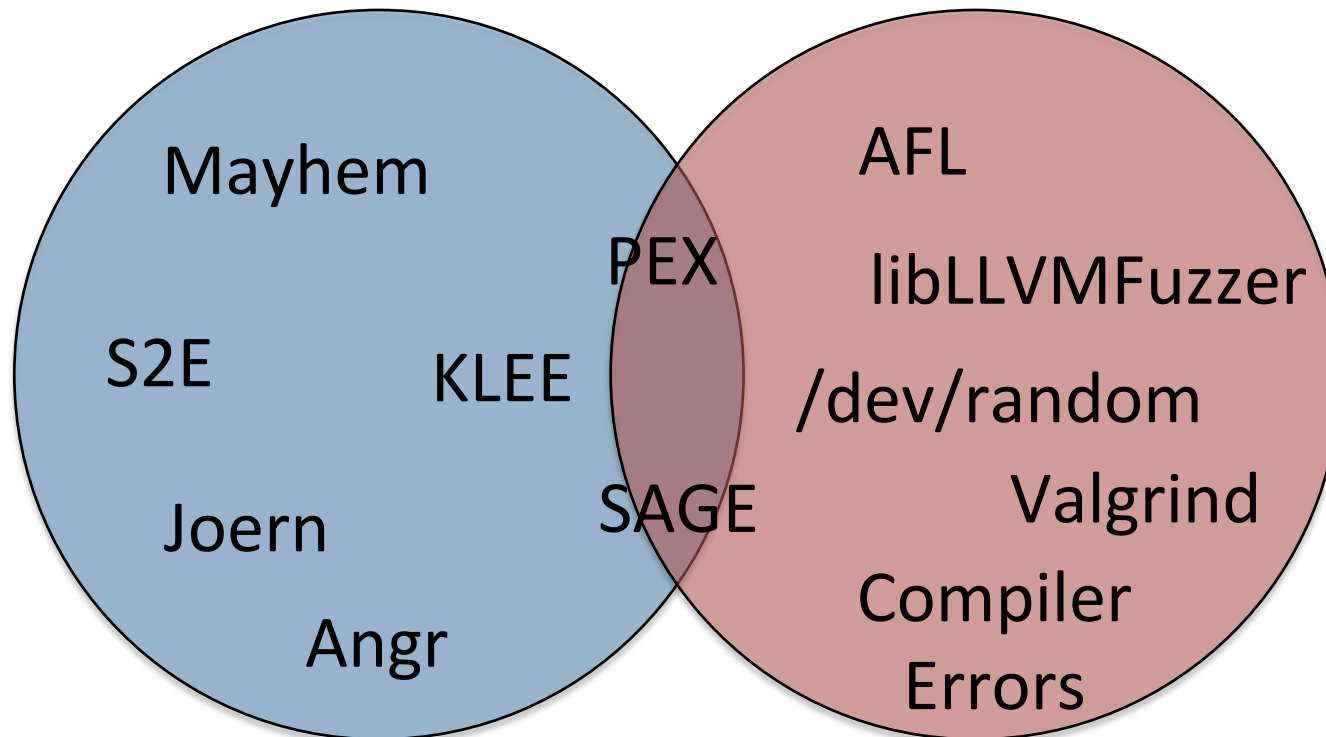 Mayhem
S2E
KLEE
Joern
Angr
PEX
SAGE
AFL
libLLVMFuzzer
/dev/random
Valgrind
Compiler
Errors